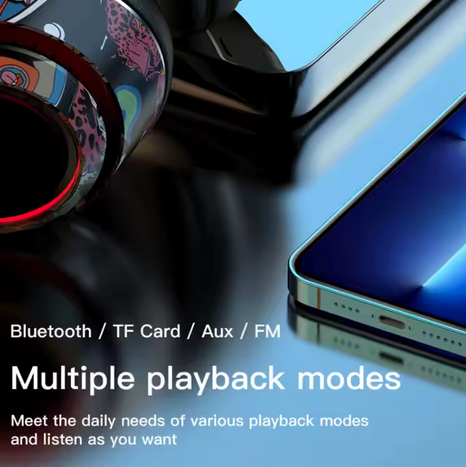 Bluetooth / TF Card / Aux / FM
Multiple playback modes
Meet the daily needs of various playback modes
and listen as you want